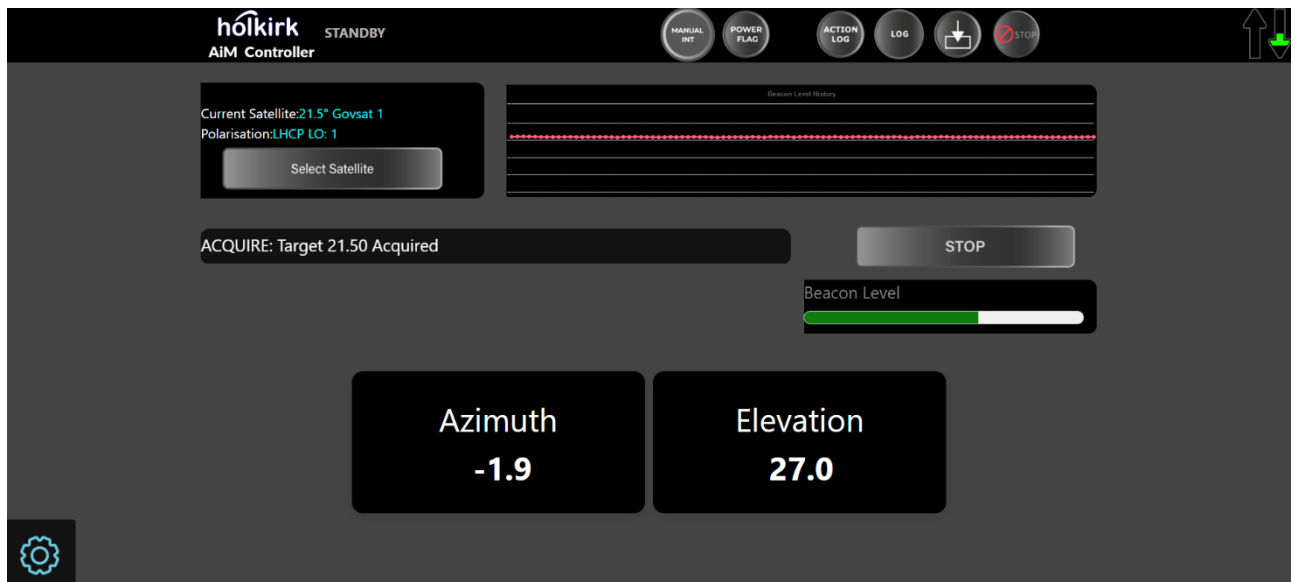 hólkirk STANDBY
AiM Controller
MANUAL INT
POWER FLAG
ACTION LOG
LOG
STOP
Current Satellite:21.5° Govsat 1
Polarisation:LHCP LO: 1
Select Satellite
Beacon Level History
ACQUIRE: Target 21.50 Acquired
STOP
Beacon Level
Azimuth
-1.9
Elevation
27.0